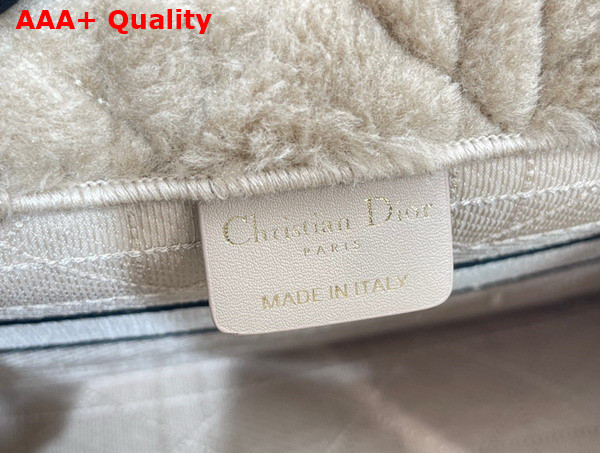 AAA+ Quality
Christian Dior
PARIS
MADE IN ITALY